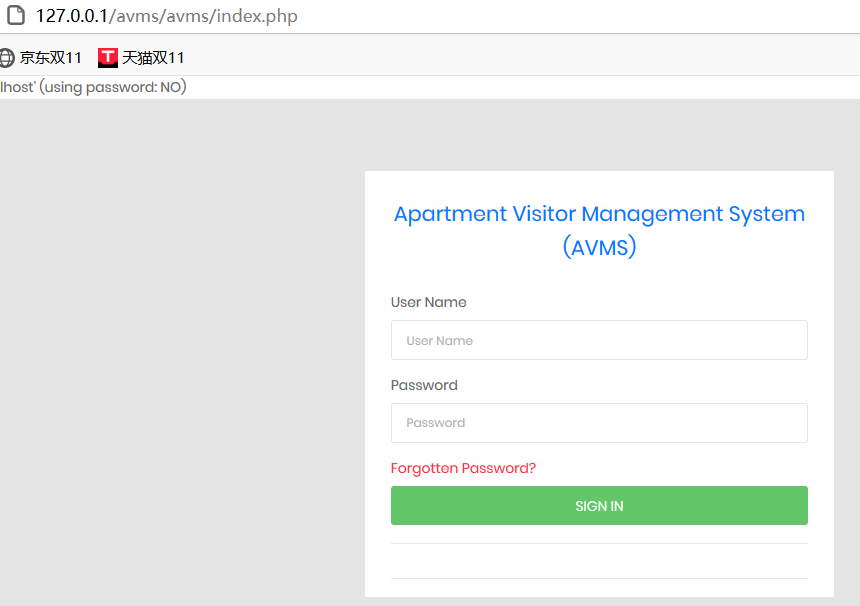 127.0.0.1/avms/avms/index.php
京东双11 T 天猫双11
lhost' (using password: NO)
Apartment Visitor Management System
(AVMS)
User Name
User Name
Password
Password
Forgotten Password?
SIGN IN